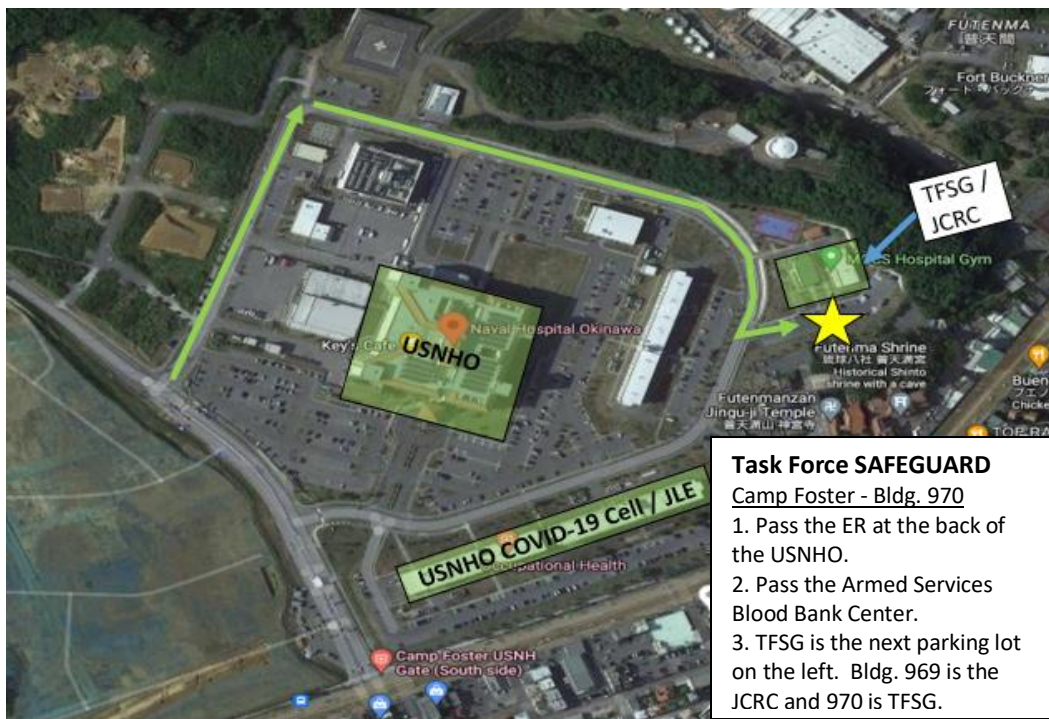 FUTENMA
普天間
Fort Buckner
フォート・バックナー
TFSG /
JCRC
MCCS Hospital Gym
Naval Hospital Okinawa
Key's Cafe
USNHO
Futenma Shrine
琉球八社 普天満宮
Historical Shinto
shrine with a cave
Futenmanzan
Jingu-ji Temple
普天満山 神宮寺
Buen
Chicke
TOP RA
USNHO COVID-19 Cell / JLE
Occupational Health
Camp Foster USNH
Gate (South side)
Task Force SAFEGUARD
Camp Foster - Bldg. 970
1. Pass the ER at the back of
the USNHO.
2. Pass the Armed Services
Blood Bank Center.
3. TFSG is the next parking lot
on the left. Bldg. 969 is the
JCRC and 970 is TFSG.